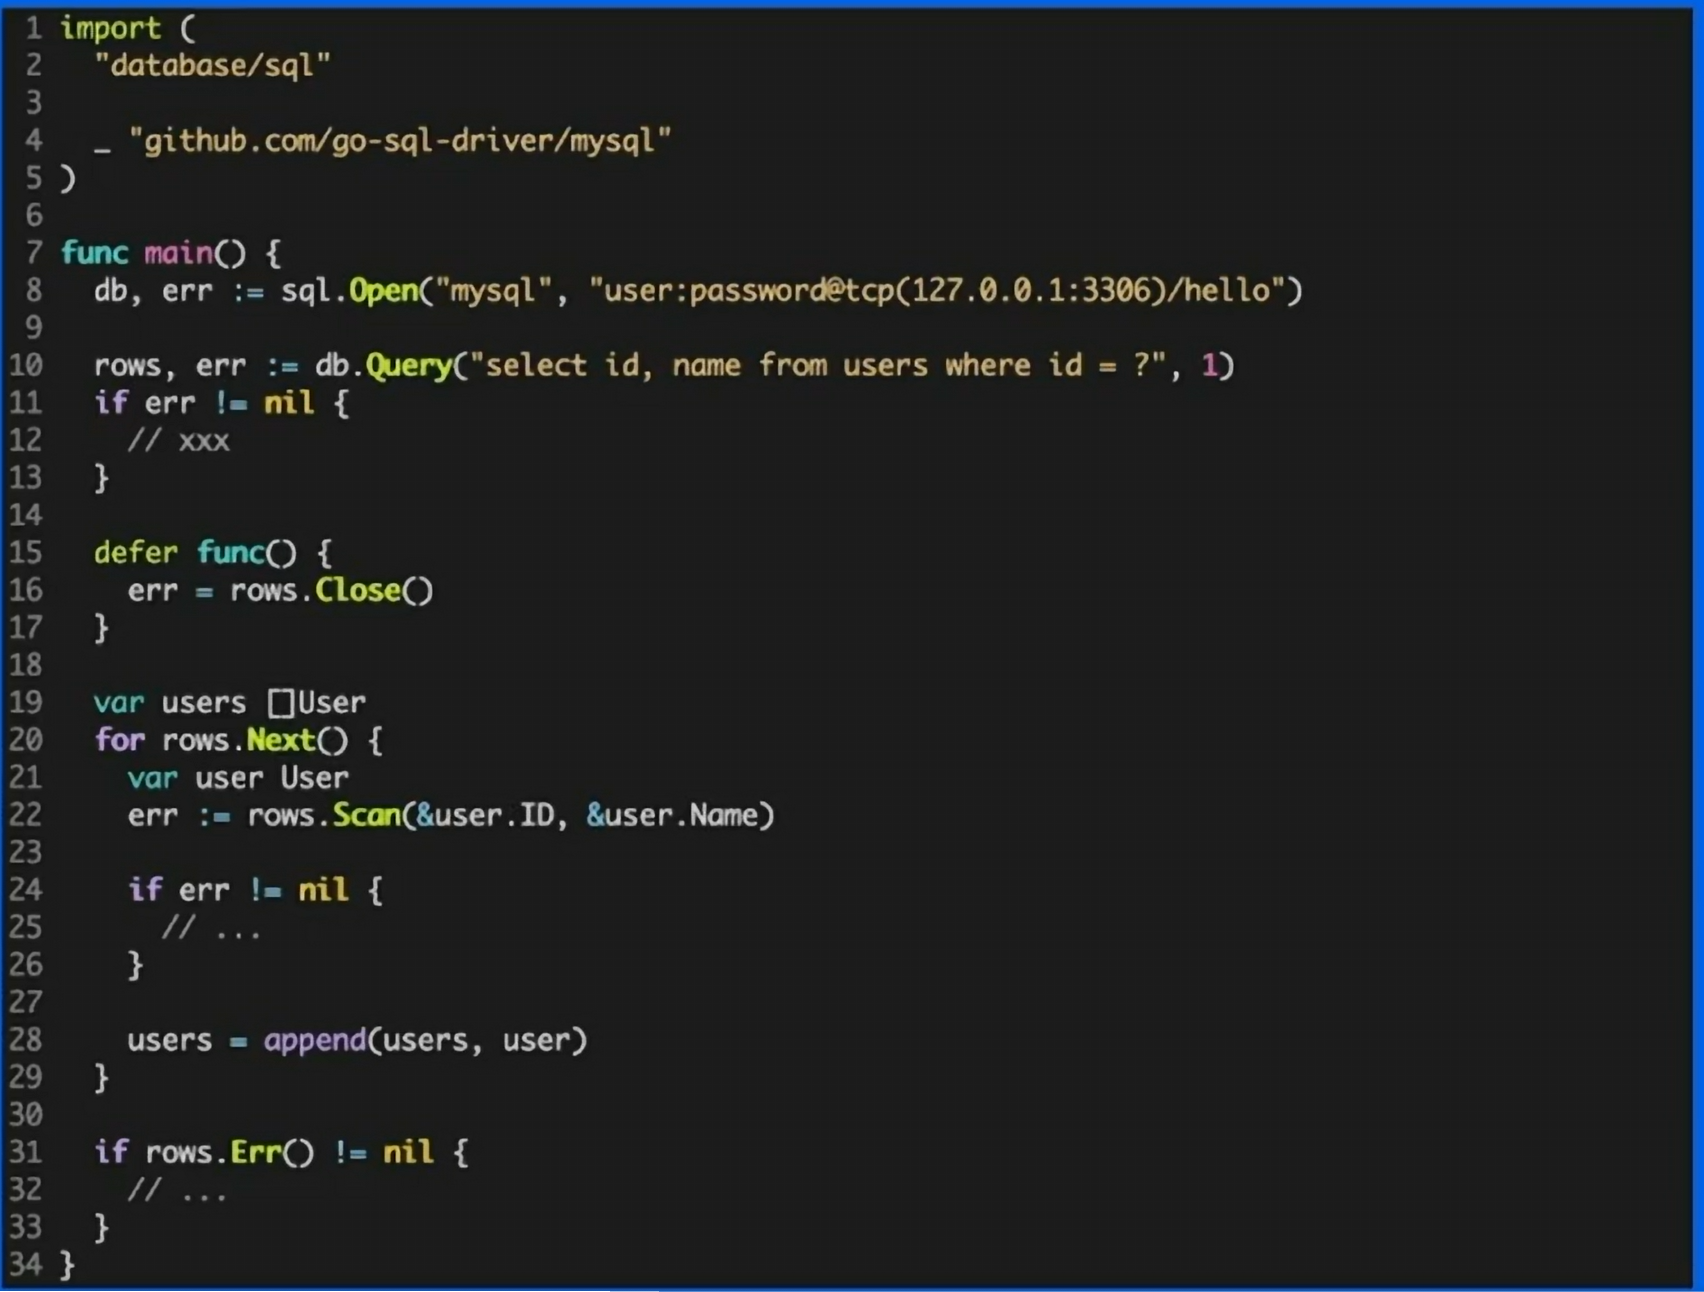 1 import (
2   "database/sql"
3
4   _ "github.com/go-sql-driver/mysql"
5 )
6
7 func main() {
8   db, err := sql.Open("mysql", "user:password@tcp(127.0.0.1:3306)/hello")
9
10   rows, err := db.Query("select id, name from users where id = ?", 1)
11   if err != nil {
12     // xxx
13   }
14
15   defer func() {
16     err = rows.Close()
17   }
18
19   var users []User
20   for rows.Next() {
21     var user User
22     err := rows.Scan(&user.ID, &user.Name)
23
24     if err != nil {
25       // ...
26     }
27
28     users = append(users, user)
29   }
30
31   if rows.Err() != nil {
32     // ...
33   }
34 }